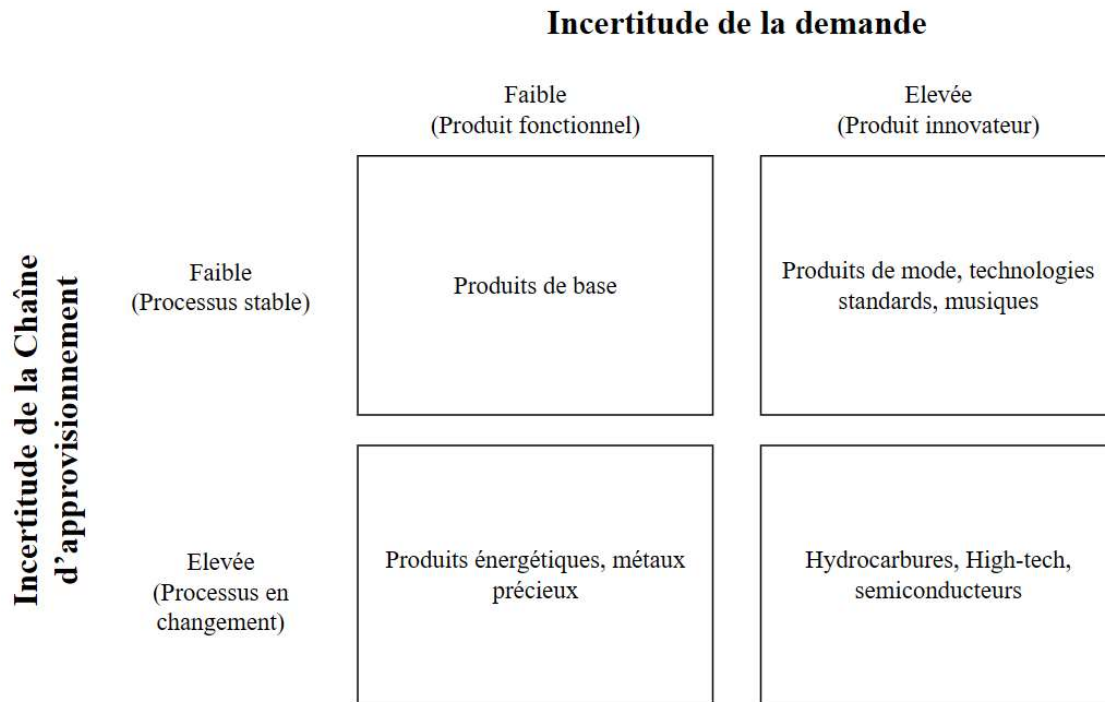 Incertitude de la demande
Faible
(Produit fonctionnel)
Elevée
(Produit innovateur)
Incertitude de la Chaîne
d’approvisionnement
Faible
(Processus stable)
Produits de base
Produits de mode, technologies
standards, musiques
Elevée
(Processus en
changement)
Produits énergétiques, métaux
précieux
Hydrocarbures, High-tech,
semiconducteurs